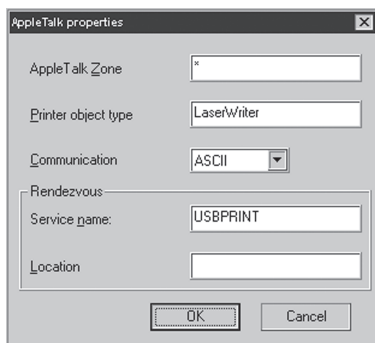 AppleTalk properties
AppleTalk Zone *
Printer object type LaserWriter
Communication ASCII
Rendezvous
Service name: USBPRINT
Location
OK Cancel